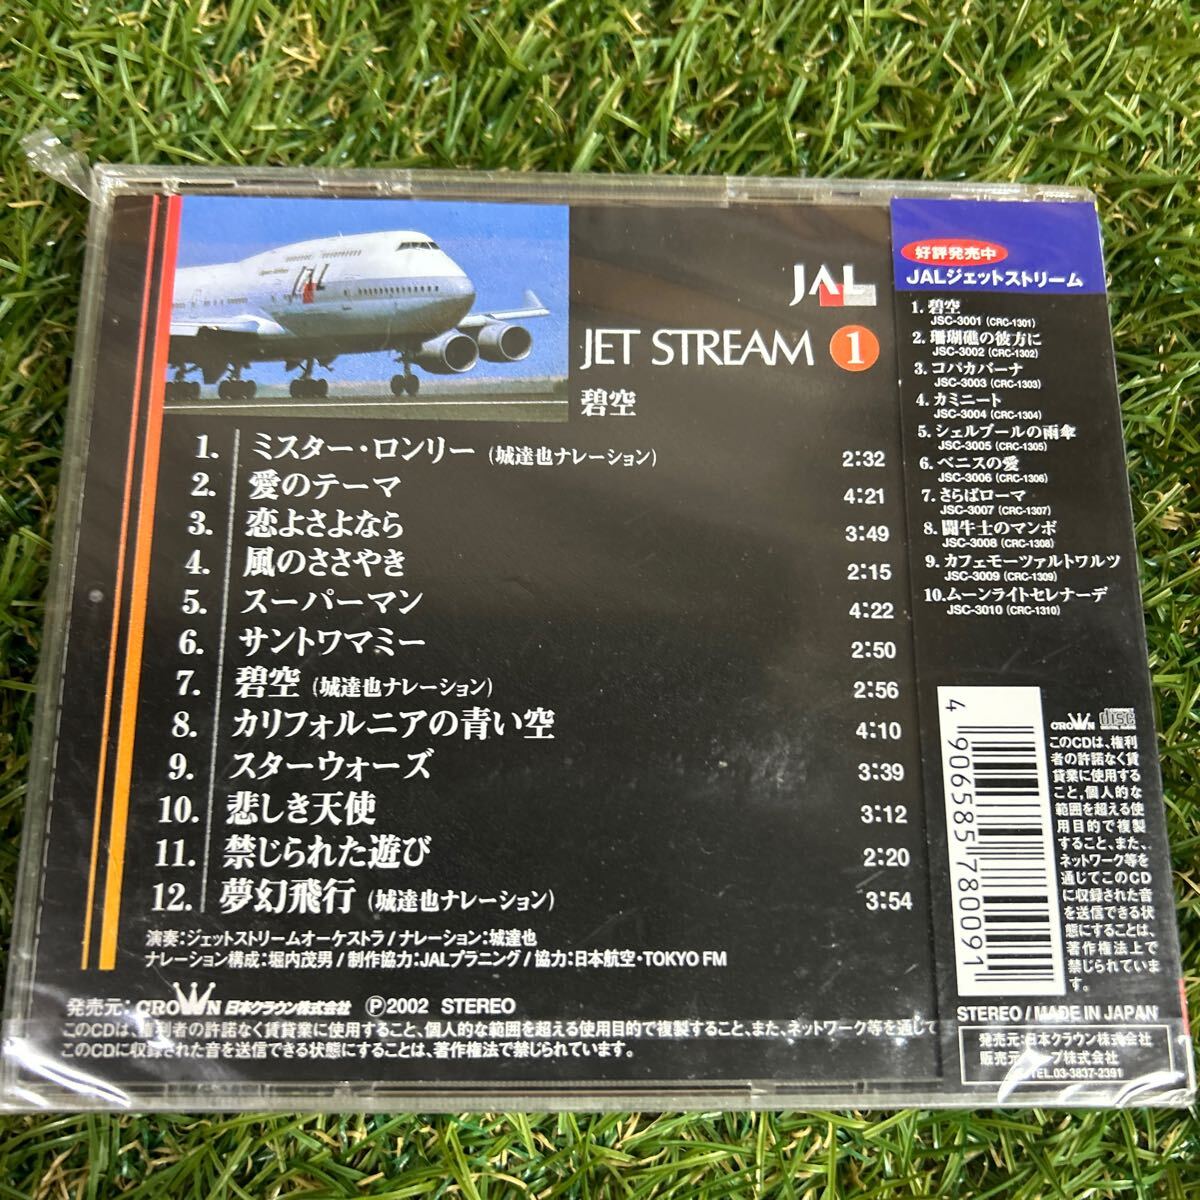 JAL
JAL
JET STREAM 1
碧空
1. ミスター・ロンリー (城達也ナレーション) 2:32
2. 愛のテーマ 4:21
3. 恋よさよなら 3:49
4. 風のささやき 2:15
5. スーパーマン 4:22
6. サントワマミー 2:50
7. 碧空 (城達也ナレーション) 2:56
8. カリフォルニアの青い空 4:10
9. スターウォーズ 3:39
10. 悲しき天使 3:12
11. 禁じられた遊び 2:20
12. 夢幻飛行 (城達也ナレーション) 3:54
演奏:ジェットストリームオーケストラ/ナレーション:城達也
ナレーション構成:堀内茂男/制作協力:JALプラニング/協力:日本航空・TOKYO FM
発売元: CROWN 日本クラウン株式会社 Ⓟ2002 STEREO
このCDは、権利者の許諾なく賃貸業に使用すること、個人的な範囲を超える使用目的で複製すること、また、ネットワーク等を通じて
このCDに収録された音を送信できる状態にすることは、著作権法で禁じられています。
好評発売中
JALジェットストリーム
1. 碧空
JSC-3001 (CRC-1301)
2. 珊瑚礁の彼方に
JSC-3002 (CRC-1302)
3. コパカバーナ
JSC-3003 (CRC-1303)
4. カミニート
JSC-3004 (CRC-1304)
5. シェルブールの雨傘
JSC-3005 (CRC-1305)
6. ベニスの愛
JSC-3006 (CRC-1306)
7. さらばローマ
JSC-3007 (CRC-1307)
8. 闘牛士のマンボ
JSC-3008 (CRC-1308)
9. カフェモーツァルトワルツ
JSC-3009 (CRC-1309)
10. ムーンライトセレナーデ
JSC-3010 (CRC-1310)
4 906585 780091
CROWN disc
このCDは、権利
者の許諾なく賃
貸業に使用する
こと、個人的な
範囲を超える使
用目的で複製
すること、また、
ネットワーク等を
通じてこのCD
に収録された音
を送信できる状
態にすることは、
著作権法上で
禁じられていま
す。
STEREO / MADE IN JAPAN
発売元:日本クラウン株式会社
販売元 ープ株式会社
TEL.03-3837-2391